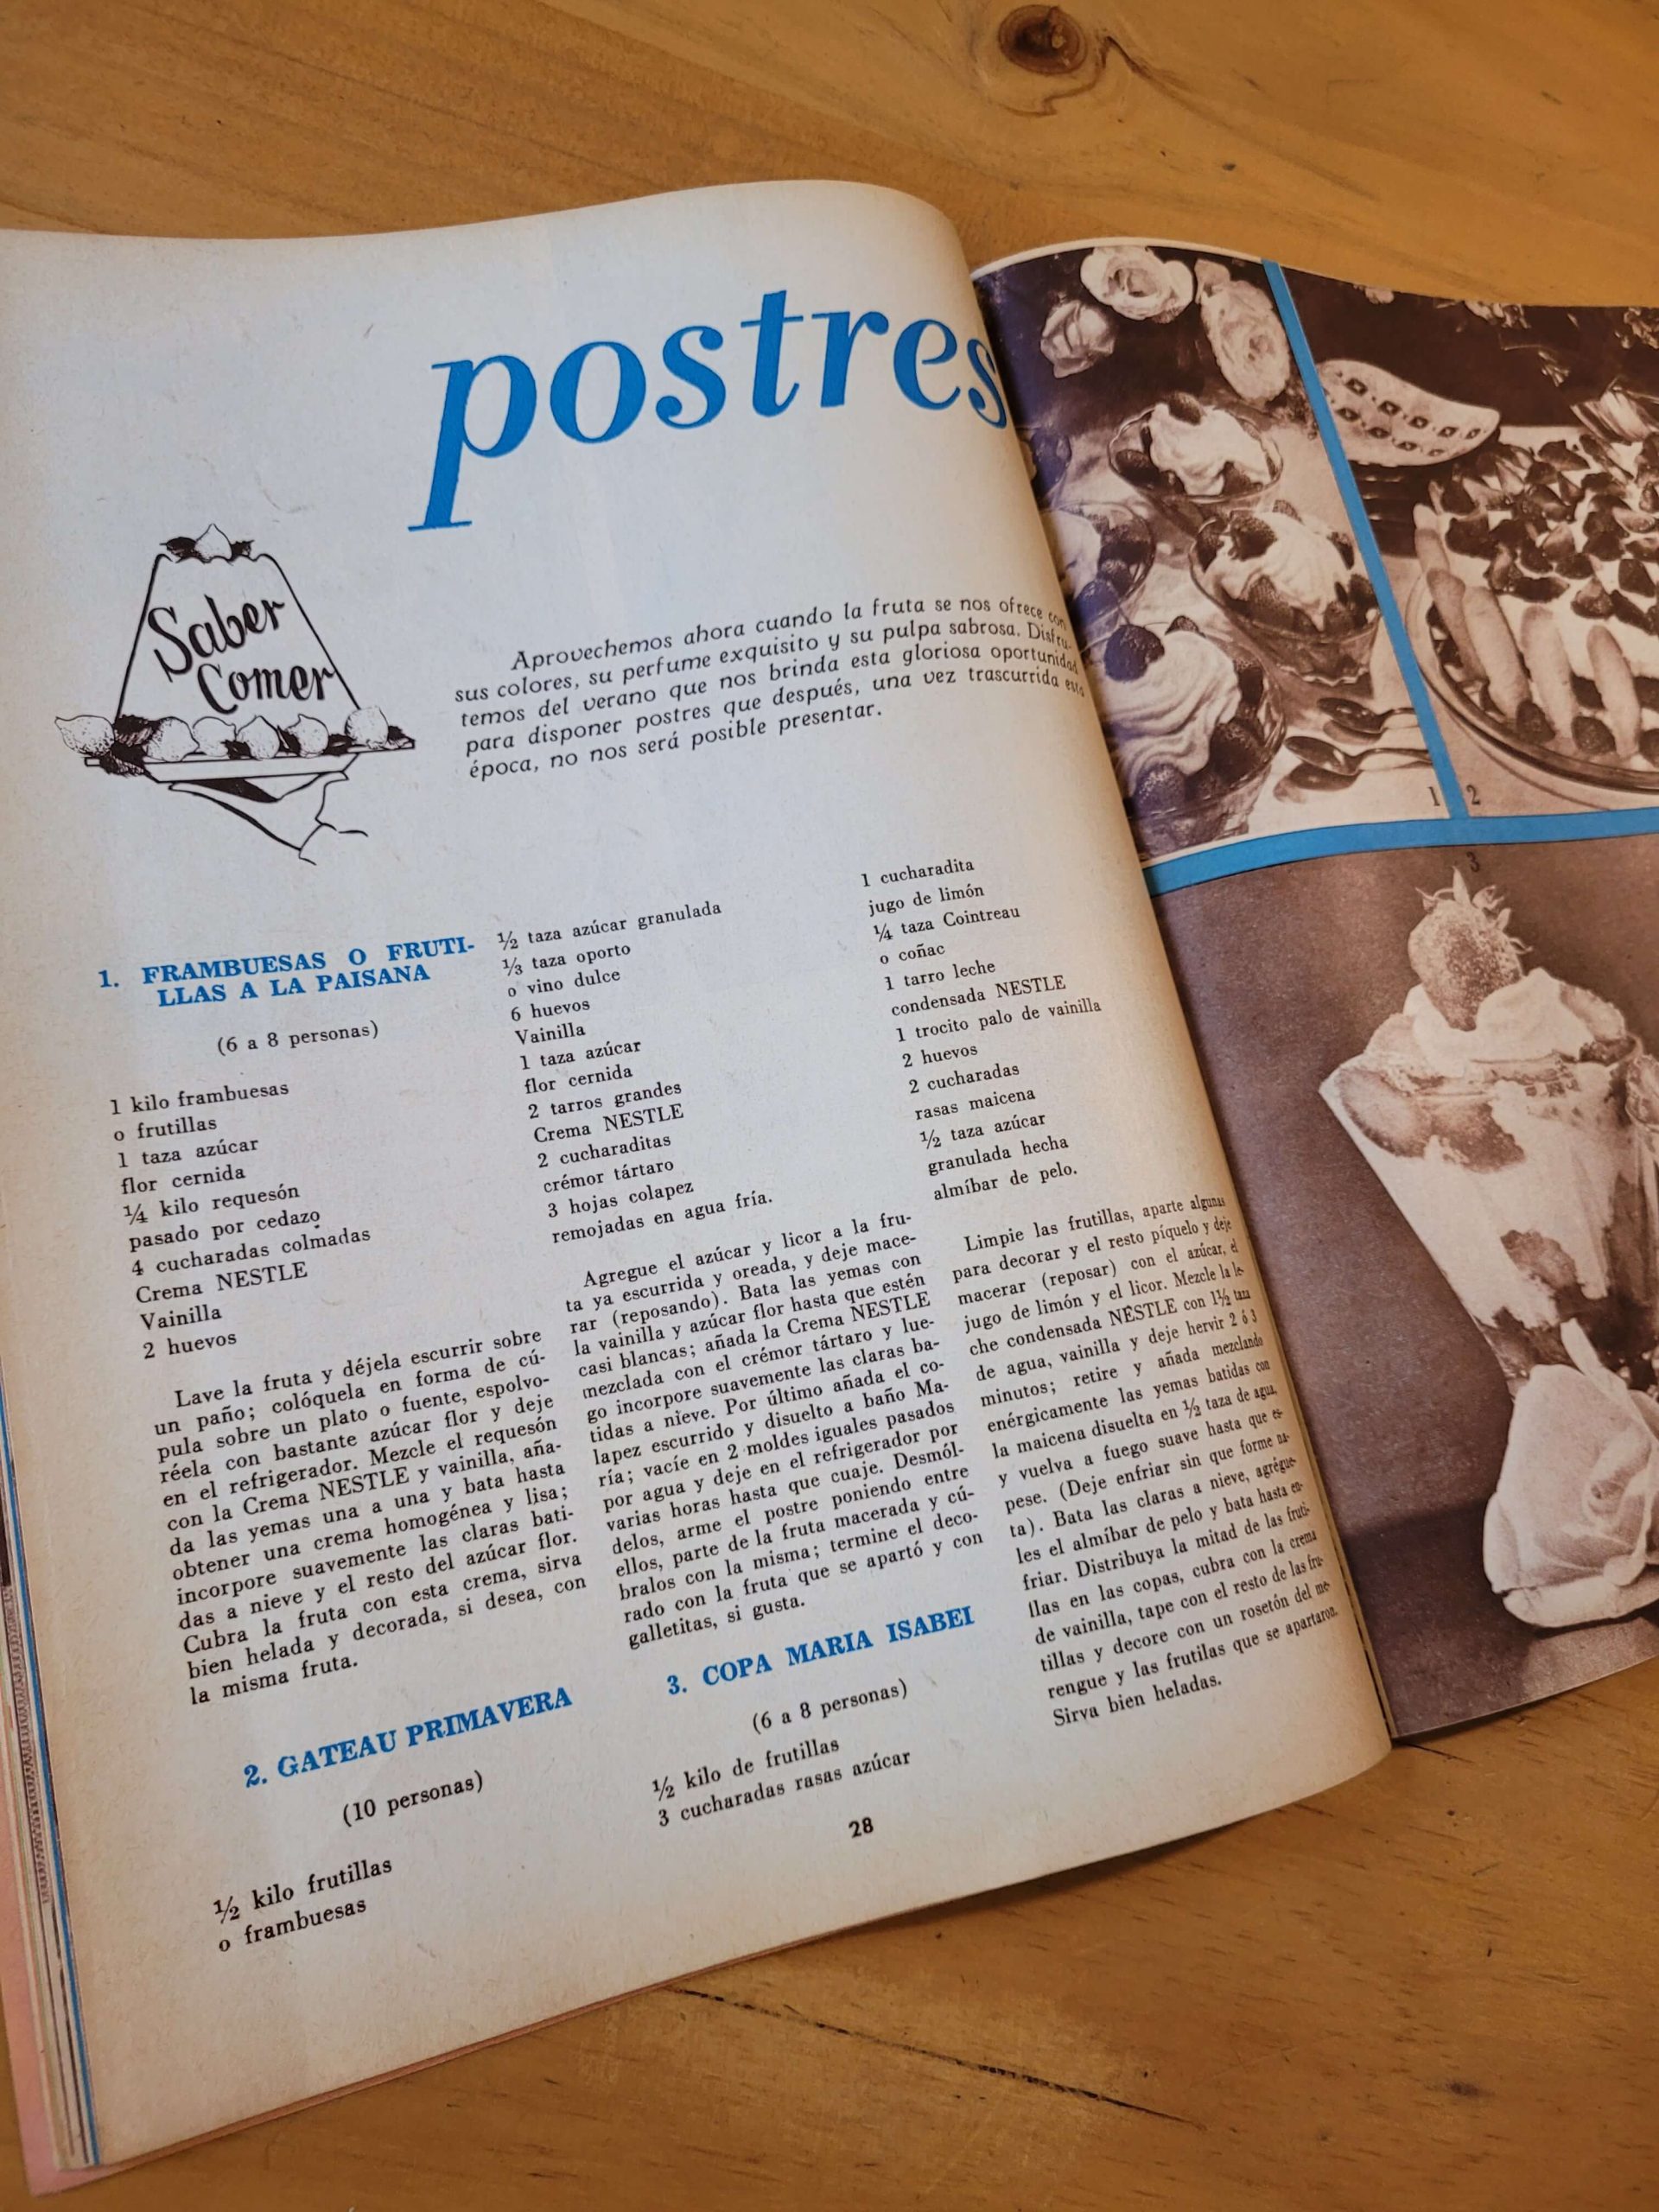 postres
Saber
Comer
Aprovechemos ahora cuando la fruta se nos ofrece con
sus colores, su perfume exquisito y su pulpa sabrosa. Disfru-
temos del verano que nos brinda esta gloriosa oportunidad
para disponer postres que después, una vez trascurrida esta
época, no nos será posible presentar.
1. FRAMBUESAS O FRUTI-
LLAS A LA PAISANA
(6 a 8 personas)
1 kilo frambuesas
o frutillas
1 taza azúcar
flor cernida
¼ kilo requesón
pasado por cedazo
4 cucharadas colmadas
Crema NESTLE
Vainilla
2 huevos
Lave la fruta y déjela escurrir sobre
un paño; colóquela en forma de cú-
pula sobre un plato o fuente, espolvo-
réela con bastante azúcar flor y deje
en el refrigerador. Mezcle el requesón
con la Crema NESTLE y vainilla, aña-
da las yemas una a una y bata hasta
obtener una crema homogénea y lisa;
incorpore suavemente las claras bati-
das a nieve y el resto del azúcar flor.
Cubra la fruta con esta crema, sirva
bien helada y decorada, si desea, con
la misma fruta.
2. GATEAU PRIMAVERA
(10 personas)
½ kilo frutillas
o frambuesas
½ taza azúcar granulada
⅓ taza oporto
o vino dulce
6 huevos
Vainilla
1 taza azúcar
flor cernida
2 tarros grandes
Crema NESTLE
2 cucharaditas
crémor tártaro
3 hojas colapez
remojadas en agua fría.
Agregue el azúcar y licor a la fru-
ta ya escurrida y oreada, y deje mace-
rar (reposando). Bata las yemas con
la vainilla y azúcar flor hasta que estén
casi blancas; añada la Crema NESTLE
mezclada con el crémor tártaro y lue-
go incorpore suavemente las claras ba-
tidas a nieve. Por último añada el co-
lapez escurrido y disuelto a baño Ma-
ría; vacíe en 2 moldes iguales pasados
por agua y deje en el refrigerador por
varias horas hasta que cuaje. Desmól-
delos, arme el postre poniendo entre
ellos, parte de la fruta macerada y cú-
bralos con la misma; termine el deco-
rado con la fruta que se apartó y con
galletitas, si gusta.
3. COPA MARIA ISABEL
(6 a 8 personas)
½ kilo de frutillas
3 cucharadas rasas azúcar
1 cucharadita
jugo de limón
¼ taza Cointreau
o coñac
1 tarro leche
condensada NESTLE
1 trocito palo de vainilla
2 huevos
2 cucharadas
rasas maicena
½ taza azúcar
granulada hecha
almíbar de pelo.
Limpie las frutillas, aparte algunas
para decorar y el resto píquelo y deje
macerar (reposar) con el azúcar, el
jugo de limón y el licor. Mezcle la le-
che condensada NESTLE con 1½ taza
de agua, vainilla y deje hervir 2 ó 3
minutos; retire y añada mezclando
enérgicamente las yemas batidas con
la maicena disuelta en ½ taza de agua,
y vuelva a fuego suave hasta que es-
pese. (Deje enfriar sin que forme na-
ta). Bata las claras a nieve, agrégue-
les el almíbar de pelo y bata hasta en-
friar. Distribuya la mitad de las fruti-
llas en las copas, cubra con la crema
de vainilla, tape con el resto de las fru-
tillas y decore con un rosetón del me-
rengue y las frutilas que se apartaron.
Sirva bien heladas.
28
1
2
3